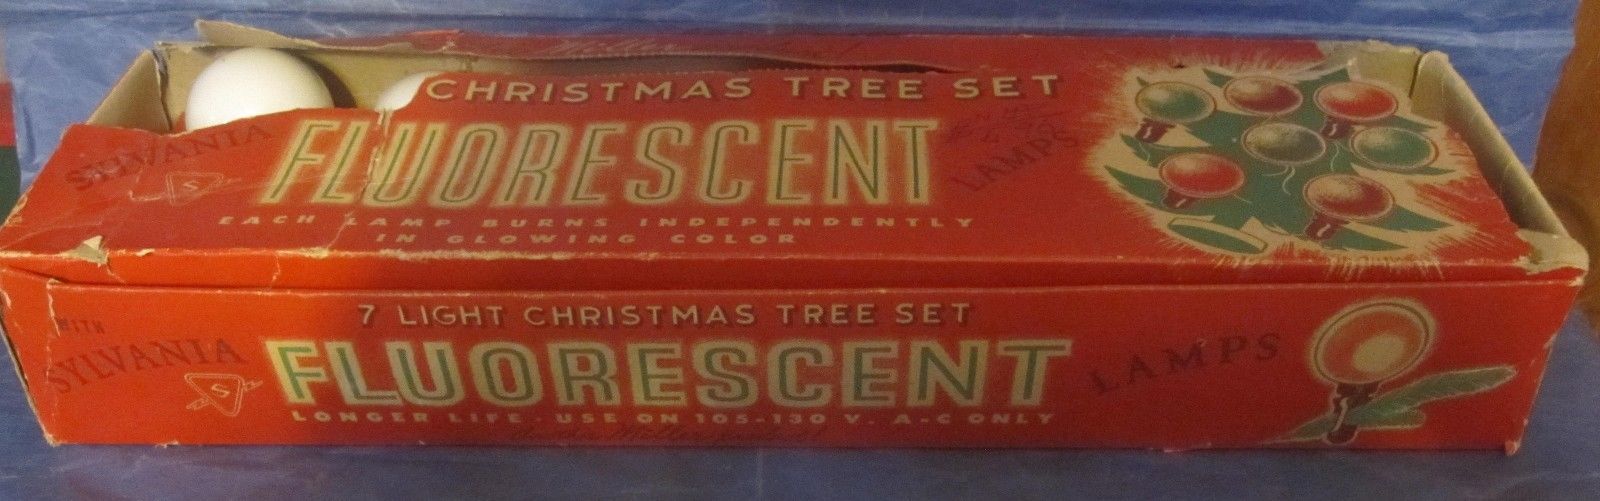 CHRISTMAS TREE SET
SYLVANIA FLUORESCENT LAMPS
S
EACH LAMP BURNS INDEPENDENTLY
IN GLOWING COLOR
7 LIGHT CHRISTMAS TREE SET
WITH
SYLVANIA FLUORESCENT LAMPS
S
LONGER LIFE - USE ON 105-130 V. A-C ONLY